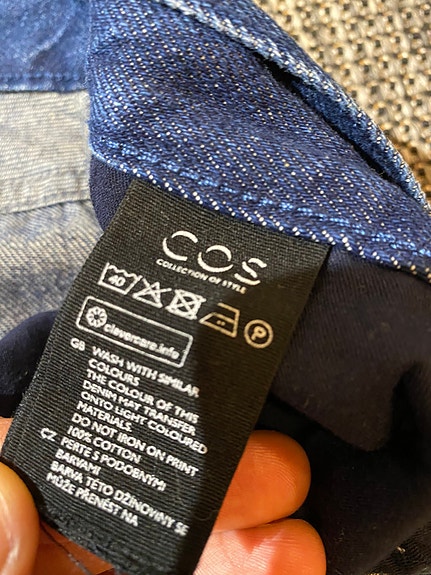 COS
COLLECTION OF STYLE
40 P
clevercare.info
GB WASH WITH SIMILAR
COLOURS
THE COLOUR OF THIS
DENIM MAY TRANSFER
ONTO LIGHT COLOURED
MATERIALS.
DO NOT IRON ON PRINT
100% COTTON
CZ PERTE S PODOBNÝMI
BARVAMI
BARVA TÉTO DŽÍNOVINY SE
MŮŽE PŘENÉST NA